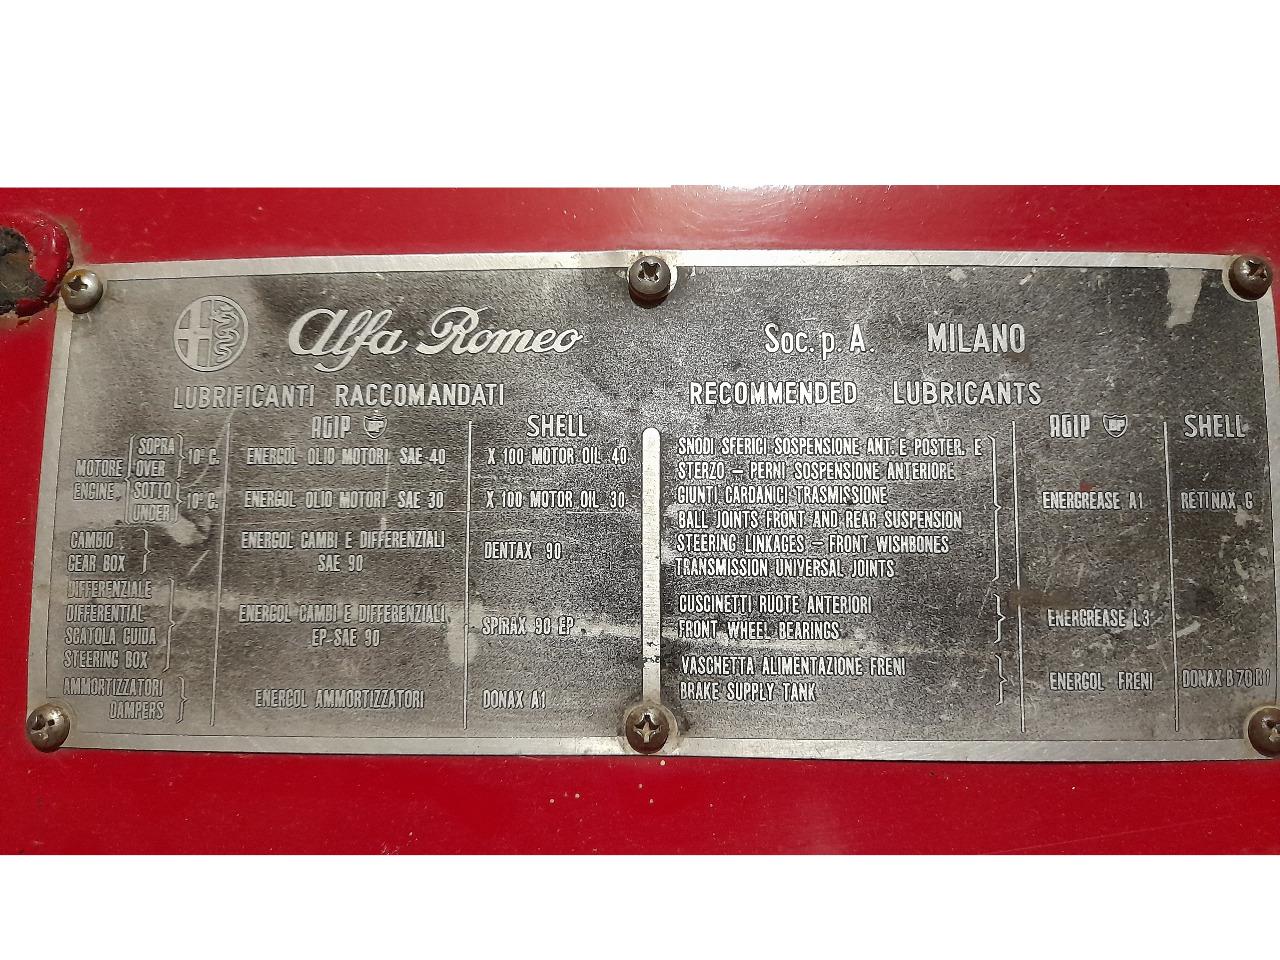 Alfa Romeo Soc. p. A. MILANO
LUBRIFICANTI RACCOMANDATI
AGIP BP SHELL
MOTORE SOPRA
ENGINE OVER 10° C. ENERGOL OLIO MOTORI SAE 40 X 100 MOTOR OIL 40
SOTTO
UNDER 10° C. ENERGOL OLIO MOTORI SAE 30 X 100 MOTOR OIL 30
CAMBIO ENERGOL CAMBI E DIFFERENZIALI
GEAR BOX SAE 90 DENTAX 90
DIFFERENZIALE
DIFFERENTIAL ENERGOL CAMBI E DIFFERENZIALI
SCATOLA GUIDA EP-SAE 90 SPIRAX 90 EP
STEERING BOX
AMMORTIZZATORI ENERGOL AMMORTIZZATORI DONAX A1
DAMPERS
RECOMMENDED LUBRICANTS
AGIP BP SHELL
SNODI SFERICI SOSPENSIONE ANT. E POSTER. E
STERZO — PERNI SOSPENSIONE ANTERIORE
GIUNTI CARDANICI TRASMISSIONE ENERGREASE A1 RETINAX G
BALL JOINTS FRONT AND REAR SUSPENSION
STEERING LINKAGES — FRONT WISHBONES
TRANSMISSION UNIVERSAL JOINTS
CUSCINETTI RUOTE ANTERIORI
FRONT WHEEL BEARINGS ENERGREASE L3
VASCHETTA ALIMENTAZIONE FRENI ENERGOL FRENI DONAX B 70 R1
BRAKE SUPPLY TANK